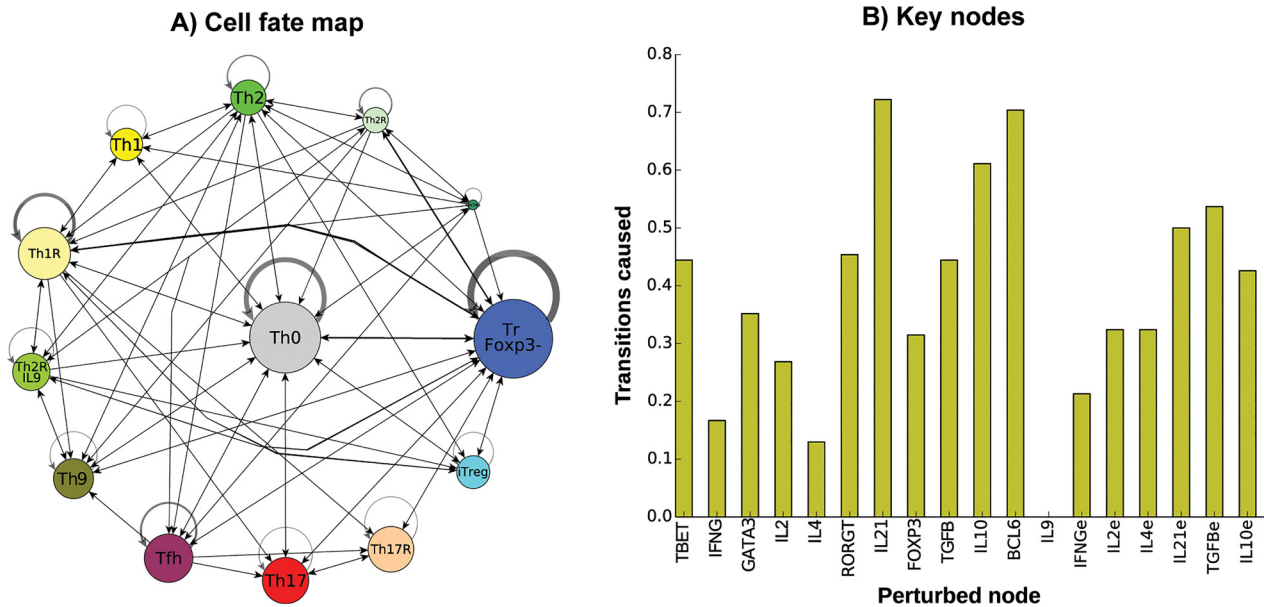 A) Cell fate map
Th2
Th2R
Th1
Th1R
Th0
Tr
Foxp3-
Th2R
IL9
Th9
iTreg
Tfh
Th17
Th17R
B) Key nodes
Transitions caused
0.8
0.7
0.6
0.5
0.4
0.3
0.2
0.1
0.0
TBET
IFNG
GATA3
IL2
IL4
RORGT
IL21
FOXP3
TGFB
IL10
BCL6
IL9
IFNGe
IL2e
IL4e
IL21e
TGFBe
IL10e
Perturbed node